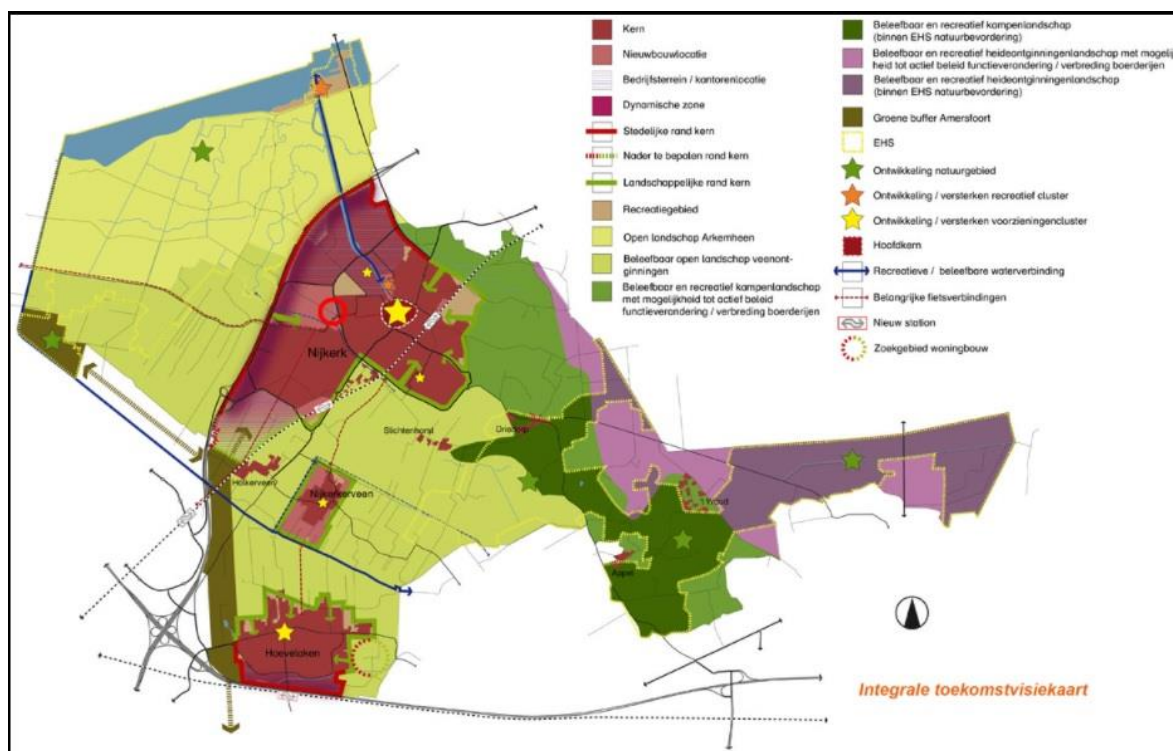 Kern
Nieuwbouwlocatie
Bedrijfsterrein / kantorenlocatie
Dynamische zone
Stedelijke rand kern
Nader te bepalen rand kern
Landschappelijke rand kern
Recreatiegebied
Open landschap Arkemheen
Beleefbaar open landschap veenont-
ginningen
Beleefbaar en recreatief kampenlandschap
met mogelijkheid tot actief beleid
functieverandering / verbreding boerderijen
Beleefbaar en recreatief kampenlandschap
(binnen EHS natuurbevordering)
Beleefbaar en recreatief heideontginningenlandschap met mogelijk-
heid tot actief beleid functieverandering / verbreding boerderijen
Beleefbaar en recreatief heideontginningenlandschap
(binnen EHS natuurbevordering)
Groene buffer Amersfoort
EHS
Ontwikkeling natuurgebied
Ontwikkeling / versterken recreatief cluster
Ontwikkeling / versterken voorzieningencluster
Hoofdkern
Recreatieve / beleefbare waterverbinding
Belangrijke fietsverbindingen
Nieuw station
Zoekgebied woningbouw
Nijkerk
Slichtenhorst
Driedorp
Holkerveen
Nijkerkerveen
't Woud
Appel
Hoevelaken
Integrale toekomstvisiekaart